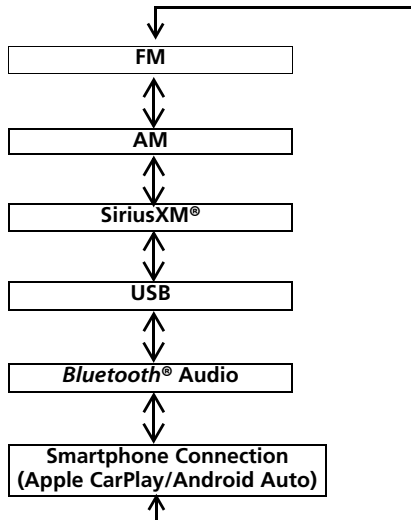 FM
AM
SiriusXM®
USB
Bluetooth® Audio
Smartphone Connection
(Apple CarPlay/Android Auto)